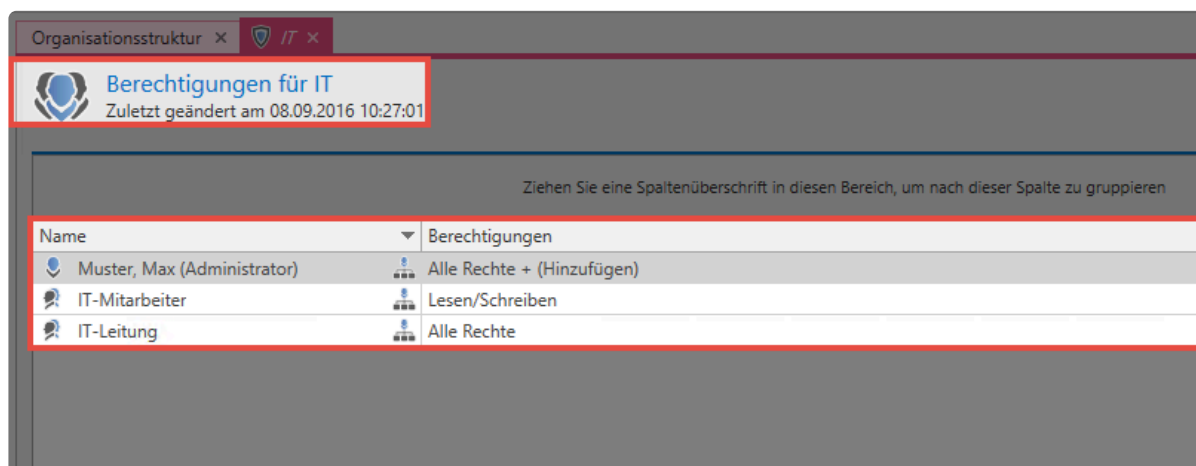 Organisationsstruktur × IT ×
Berechtigungen für IT
Zuletzt geändert am 08.09.2016 10:27:01
Ziehen Sie eine Spaltenüberschrift in diesen Bereich, um nach dieser Spalte zu gruppieren
Name Berechtigungen
Muster, Max (Administrator) Alle Rechte + (Hinzufügen)
IT-Mitarbeiter Lesen/Schreiben
IT-Leitung Alle Rechte